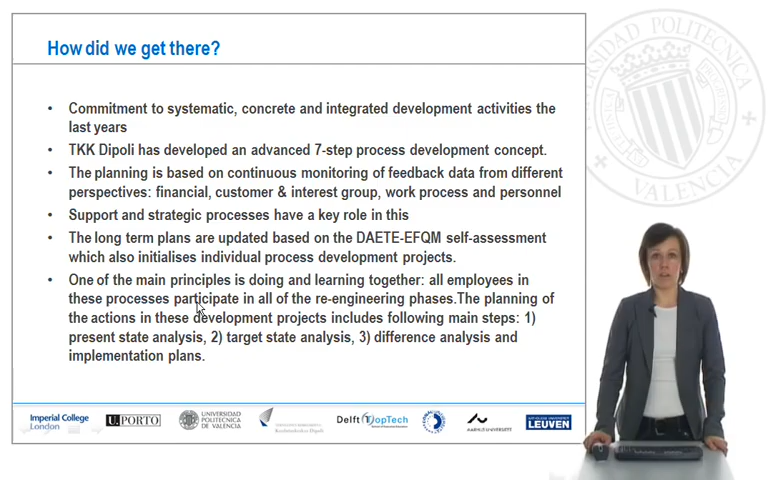 How did we get there?
• Commitment to systematic, concrete and integrated development activities the
last years
• TKK Dipoli has developed an advanced 7-step process development concept.
• The planning is based on continuous monitoring of feedback data from different
perspectives: financial, customer & interest group, work process and personnel
• Support and strategic processes have a key role in this
• The long term plans are updated based on the DAETE-EFQM self-assessment
which also initialises individual process development projects.
• One of the main principles is doing and learning together: all employees in
these processes participate in all of the re-engineering phases.The planning of
the actions in these development projects includes following main steps: 1)
present state analysis, 2) target state analysis, 3) difference analysis and
implementation plans.
Imperial College
London
U.PORTO
UNIVERSIDAD
POLITECNICA
DE VALENCIA
Delft TopTech
LEUVEN
UNIVERSIDAD POLITECNICA
VALENCIA